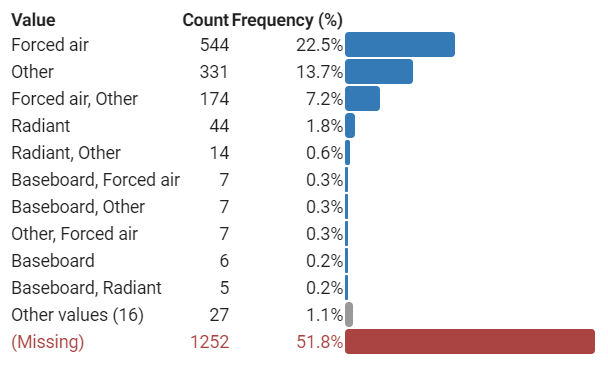 Value Count Frequency (%)
Forced air 544 22.5%
Other 331 13.7%
Forced air, Other 174 7.2%
Radiant 44 1.8%
Radiant, Other 14 0.6%
Baseboard, Forced air 7 0.3%
Baseboard, Other 7 0.3%
Other, Forced air 7 0.3%
Baseboard 6 0.2%
Baseboard, Radiant 5 0.2%
Other values (16) 27 1.1%
(Missing) 1252 51.8%